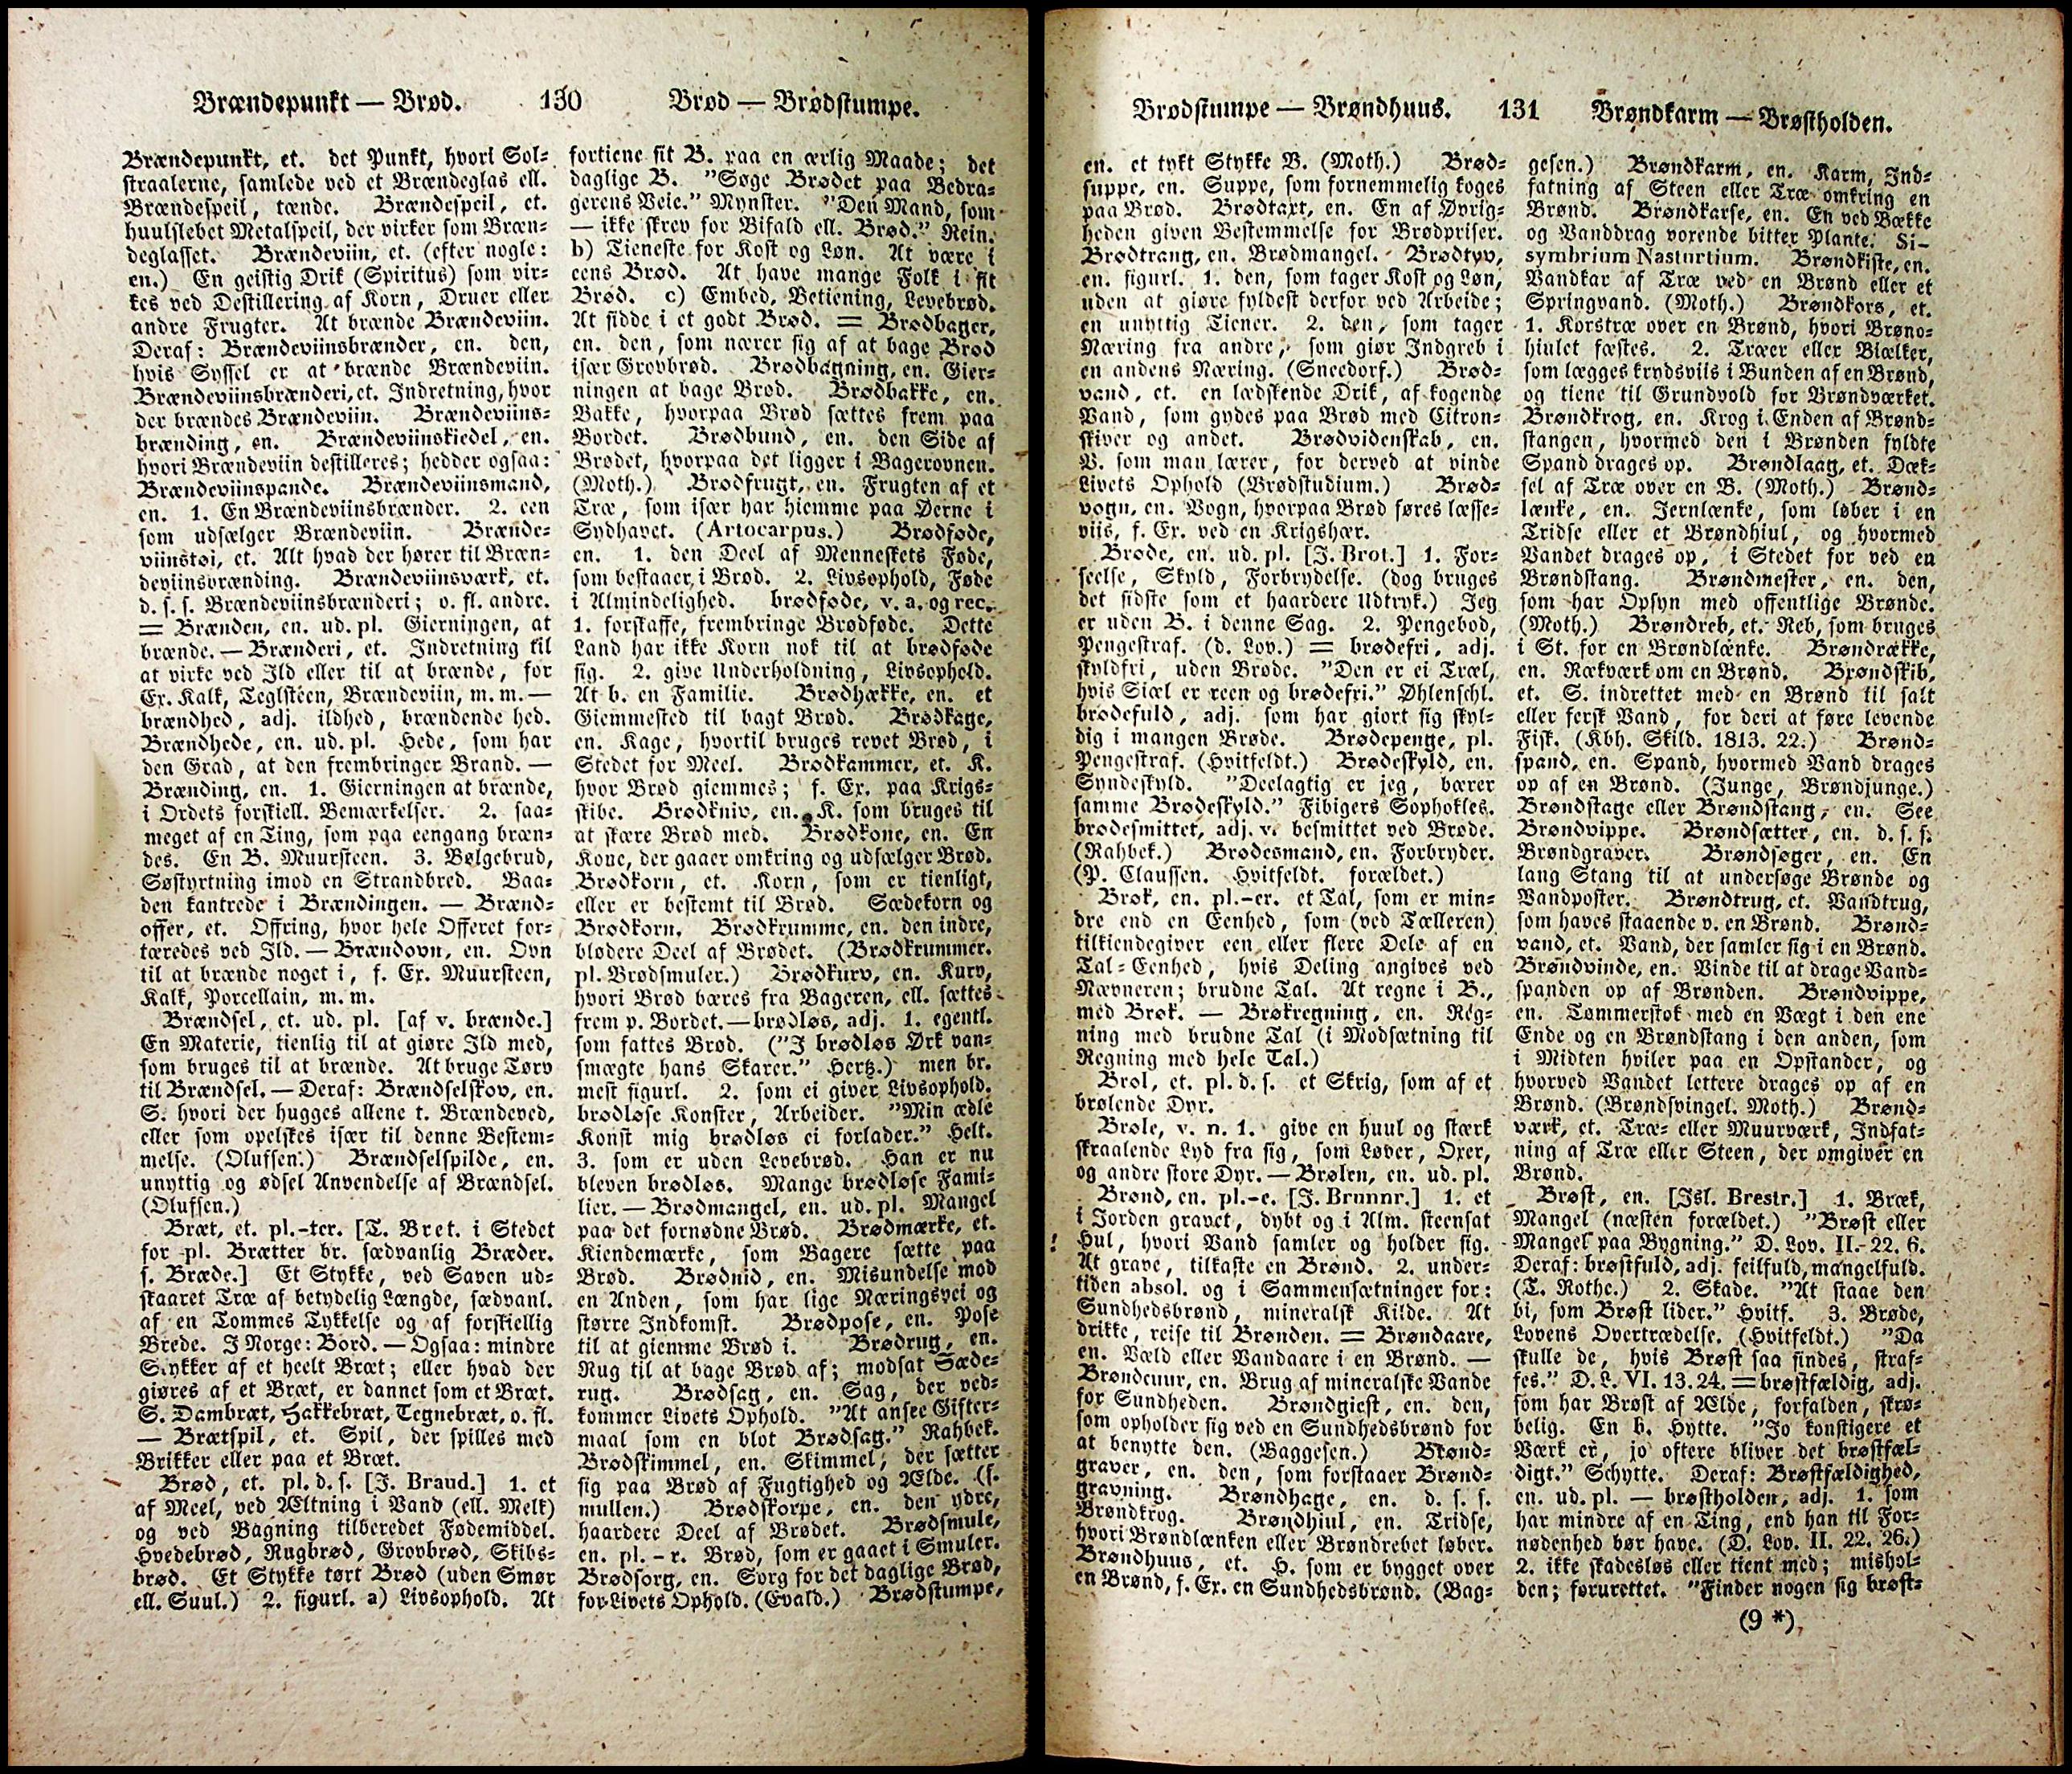 Brændepunkt — Brød.
130
Brød — Brødstumpe.
Brændepunkt, et. det Punkt, hvori Sol-
straalerne, samlede ved et Brændeglas ell.
Brændespeil, tænde. Brændespeil, et.
huulslebet Metalspeil, der virker som Bræn-
deglasset. Brændeviin, et. (efter nogle:
en.) En geistig Drik (Spiritus) som vir-
kes ved Destillering af Korn, Druer eller
andre Frugter. At brænde Brændeviin.
Deraf: Brændeviinsbrænder, en. den,
hvis Syssel er at brænde Brændeviin.
Brændeviinsbrænderi, et. Indretning, hvor
der brændes Brændeviin. Brændeviins-
brænding, en. Brændeviinskiedel, en.
hvori Brændeviin destilleres; hedder ogsaa:
Brændeviinspande. Brændeviinsmand,
en. 1. En Brændeviinsbrænder. 2. een
som udsælger Brændeviin. Brænde-
viinstøi, et. Alt hvad der hører til Bræn-
deviinsbrænding. Brændeviinsværk, et.
d. s. s. Brændeviinsbrænderi; o. fl. andre.
= Brænden, en. ud. pl. Gierningen, at
brænde. — Brænderi, et. Indretning til
at virke ved Ild eller til at brænde, for
Ex. Kalk, Teglsteen, Brændeviin, m. m. —
brændhed, adj. ildhed, brændende hed.
Brændhede, en. ud. pl. Hede, som har
den Grad, at den frembringer Brand. —
Brænding, en. 1. Gierningen at brænde,
i Ordets forskiell. Bemærkelser. 2. saa-
meget af en Ting, som paa eengang bræn-
des. En B. Muursteen. 3. Bølgebrud,
Søstyrtning imod en Strandbred. Baa-
den kantrede i Brændingen. — Brænd-
offer, et. Offring, hvor hele Offeret for-
tæredes ved Ild. — Brændovn, en. Ovn
til at brænde noget i, f. Ex. Muursteen,
Kalk, Porcellain, m. m.
Brændsel, et. ud. pl. [af v. brænde.]
En Materie, tienlig til at giøre Ild med,
som bruges til at brænde. At bruge Tørv
til Brændsel. — Deraf: Brændselskov, en.
S. hvori der hugges allene t. Brændeved,
eller som opelskes især til denne Bestem-
melse. (Olufsen.) Brændselspilde, en.
unyttig og ødsel Anvendelse af Brændsel.
(Olufsen.)
Bræt, et. pl.-ter. [T. Bret. i Stedet
for pl. Brætter br. sædvanlig Bræder.
s. Bræde.] Et Stykke, ved Saven ud-
skaaret Træ af betydelig Længde, sædvanl.
af en Tommes Tykkelse og af forskiellig
Brede. I Norge: Bord. — Ogsaa: mindre
Stykker af et heelt Bræt; eller hvad der
giøres af et Bræt, er dannet som et Bræt.
S. Dambræt, Hakkebræt, Tegnebræt, o. fl.
— Brætspil, et. Spil, der spilles med
Brikker eller paa et Bræt.
Brød, et. pl. d. s. [J. Braud.] 1. et
af Meel, ved Æltning i Vand (ell. Melk)
og ved Bagning tilberedet Fødemiddel.
Hvedebrød, Rugbrød, Grovbrød, Skibs-
brød. Et Stykke tørt Brød (uden Smør
ell. Suul.) 2. figurl. a) Livsophold. At
fortiene sit B. paa en ærlig Maade; det
daglige B. "Søge Brødet paa Bedra-
gerens Veie." Mynster. "Den Mand, som
— ikke skrev for Bifald ell. Brød." Rein.
b) Tieneste for Kost og Løn. At være i
eens Brød. At have mange Folk i sit
Brød. c) Embed, Betiening, Levebrød.
At sidde i et godt Brød. = Brødbager,
en. den, som nærer sig af at bage Brød
især Grovbrød. Brødbagning, en. Gier-
ningen at bage Brød. Brødbakke, en.
Bakke, hvorpaa Brød sættes frem paa
Bordet. Brødbund, en. den Side af
Brødet, hvorpaa det ligger i Bagerovnen.
(Moth.) Brødfrugt, en. Frugten af et
Træ, som især har hiemme paa Øerne i
Sydhavet. (Artocarpus.) Brødføde,
en. 1. den Deel af Menneskets Føde,
som bestaaer i Brød. 2. Livsophold, Føde
i Almindelighed. brødføde, v. a. og rec.
1. forskaffe, frembringe Brødføde. Dette
Land har ikke Korn nok til at brødføde
sig. 2. give Underholdning, Livsophold.
At b. en Familie. Brødhække, en. et
Giemmested til bagt Brød. Brødkage,
en. Kage, hvortil bruges revet Brød, i
Stedet for Meel. Brødkammer, et. K.
hvor Brød giemmes; f. Ex. paa Krigs-
skibe. Brødkniv, en. K. som bruges til
at skære Brød med. Brødkone, en. En
Kone, der gaaer omkring og udsælger Brød.
Brødkorn, et. Korn, som er tienligt,
eller er bestemt til Brød. Sædekorn og
Brødkorn. Brødkrumme, en. den indre,
blødere Deel af Brødet. (Brødkrummer.
pl. Brødsmuler.) Brødkurv, en. Kurv,
hvori Brød bæres fra Bageren, ell. sættes
frem p. Bordet. — brødløs, adj. 1. egentl.
som fattes Brød. ("I brødløs Ørk van-
smægte hans Skarer." Hertz.) men br.
mest figurl. 2. som ei giver Livsophold.
brødløse Konster, Arbeider. "Min ædle
Konst mig brødløs ei forlader." Helt.
3. som er uden Levebrød. Han er nu
bleven brødløs. Mange brødløse Fami-
lier. — Brødmangel, en. ud. pl. Mangel
paa det fornødne Brød. Brødmærke, et.
Kiendemærke, som Bagere sætte paa
Brød. Brødnid, en. Misundelse mod
en Anden, som har lige Næringsvei og
større Indkomst. Brødpose, en. Pose
til at giemme Brød i. Brødrug, en.
Rug til at bage Brød af; modsat Sæde-
rug. Brødsag, en. Sag, der ved-
kommer Livets Ophold. "At ansee Gifter-
maal som en blot Brødsag." Rahbek.
Brødskimmel, en. Skimmel, der sætter
sig paa Brød af Fugtighed og Ælde. (s.
mullen.) Brødskorpe, en. den ydre,
haardere Deel af Brødet. Brødsmule,
en. pl. -r. Brød, som er gaaet i Smuler.
Brødsorg, en. Sorg for det daglige Brød,
for Livets Ophold. (Evald.) Brødstumpe,
Brødstumpe — Brøndhuus.
131
Brøndkarm — Brøstholden.
en. et tykt Stykke B. (Moth.) Brød-
suppe, en. Suppe, som fornemmelig koges
paa Brød. Brødtaxt, en. En af Øvrig-
heden given Bestemmelse for Brødpriser.
Brødtrang, en. Brødmangel. Brødtyv,
en. figurl. 1. den, som tager Kost og Løn,
uden at giøre fyldest derfor ved Arbeide;
en unyttig Tiener. 2. den, som tager
Næring fra andre, som giør Indgreb i
en andens Næring. (Sneedorf.) Brød-
vand, et. en lædskende Drik, af kogende
Vand, som gydes paa Brød med Citron-
skiver og andet. Brødvidenskab, en.
V. som man lærer, for derved at vinde
Livets Ophold (Brødstudium.) Brød-
vogn, en. Vogn, hvorpaa Brød føres læsse-
viis, f. Ex. ved en Krigshær.
Brøde, en. ud. pl. [J. Brot.] 1. For-
seelse, Skyld, Forbrydelse. (dog bruges
det sidste som et haardere Udtryk.) Jeg
er uden B. i denne Sag. 2. Pengebod,
Pengestraf. (d. Lov.) = brødefri, adj.
skyldfri, uden Brøde. "Den er ei Træl,
hvis Siæl er reen og brødefri." Øhlenschl.
brødefuld, adj. som har giort sig skyl-
dig i mangen Brøde. Brødepenge, pl.
Pengestraf. (Hvitfeldt.) Brødeskyld, en.
Syndeskyld. "Deelagtig er jeg, bærer
samme Brødeskyld." Fibigers Sophokles.
brødesmittet, adj. v. besmittet ved Brøde.
(Rahbek.) Brødesmand, en. Forbryder.
(P. Claussen. Hvitfeldt. forældet.)
Brøk, en. pl.-er. et Tal, som er min-
dre end en Eenhed, som (ved Tælleren)
tilkiendegiver een eller flere Dele af en
Tal-Eenhed, hvis Deling angives ved
Nævneren; brudne Tal. At regne i B.,
med Brøk. — Brøkregning, en. Reg-
ning med brudne Tal (i Modsætning til
Regning med hele Tal.)
Brøl, et. pl. d. s. et Skrig, som af et
brølende Dyr.
Brøle, v. n. 1. give en huul og stærk
skraalende Lyd fra sig, som Løver, Oxer,
og andre store Dyr. — Brølen, en. ud. pl.
Brønd, en. pl.-e. [J. Brunnr.] 1. et
i Jorden gravet, dybt og i Alm. steensat
Hul, hvori Vand samler og holder sig.
At grave, tilkaste en Brønd. 2. under-
tiden absol. og i Sammensætninger for:
Sundhedsbrønd, mineralsk Kilde. At
drikke, reise til Brønden. = Brøndaare,
en. Væld eller Vandaare i en Brønd. —
Brøndcuur, en. Brug af mineralske Vande
for Sundheden. Brøndgiest, en. den,
som opholder sig ved en Sundhedsbrønd for
at benytte den. (Baggesen.) Brønd-
graver, en. den, som forstaaer Brønd-
gravning. Brøndhage, en. d. s. s.
Brøndkrog. Brøndhiul, en. Tridse,
hvori Brøndlænken eller Brøndrebet løber.
Brøndhuus, et. H. som er bygget over
en Brønd, f. Ex. en Sundhedsbrønd. (Bag-
gesen.) Brøndkarm, en. Karm, Ind-
fatning af Steen eller Træ omkring en
Brønd. Brøndkarse, en. En ved Bække
og Vanddrag vorende bitter Plante. Si-
symbrium Nasturtium. Brøndkiste, en.
Vandkar af Træ ved en Brønd eller et
Springvand. (Moth.) Brøndkors, et.
1. Korstræ over en Brønd, hvori Brønd-
hiulet fæstes. 2. Træer eller Biælker,
som lægges krydsviis i Bunden af en Brønd,
og tiene til Grundvold for Brøndværket.
Brøndkrog, en. Krog i Enden af Brønd-
stangen, hvormed den i Brønden fyldte
Spand drages op. Brøndlaag, et. Dæk-
sel af Træ over en B. (Moth.) Brønd-
lænke, en. Jernlænke, som løber i en
Tridse eller et Brøndhiul, og hvormed
Vandet drages op, i Stedet for ved en
Brøndstang. Brøndmester, en. den,
som har Opsyn med offentlige Brønde.
(Moth.) Brøndreb, et. Reb, som bruges
i St. for en Brøndlænke. Brøndrække,
en. Rækværk om en Brønd. Brøndskib,
et. S. indrettet med en Brønd til salt
eller fersk Vand, for deri at føre levende
Fisk. (Kbh. Skild. 1813. 22.) Brønd-
spand, en. Spand, hvormed Vand drages
op af en Brønd. (Junge, Brøndjunge.)
Brøndstage eller Brøndstang, en. See
Brøndvippe. Brøndsætter, en. d. s. s.
Brøndgraver. Brøndsøger, en. En
lang Stang til at undersøge Brønde og
Vandposter. Brøndtrug, et. Vandtrug,
som haves staaende v. en Brønd. Brønd-
vand, et. Vand, der samler sig i en Brønd.
Brøndvinde, en. Vinde til at drage Vand-
spanden op af Brønden. Brøndvippe,
en. Tømmerstok med en Vægt i den ene
Ende og en Brøndstang i den anden, som
i Midten hviler paa en Opstander, og
hvorved Vandet lettere drages op af en
Brønd. (Brøndsvingel. Moth.) Brønd-
værk, et. Træ- eller Muurværk, Indfat-
ning af Træ eller Steen, der omgiver en
Brønd.
Brøst, en. [Isl. Brestr.] 1. Bræk,
Mangel (næsten forældet.) "Brøst eller
Mangel paa Bygning." D. Lov. II.-22. 6.
Deraf: brøstfuld, adj. feilfuld, mangelfuld.
(T. Rothe.) 2. Skade. "At staae den
bi, som Brøst lider." Hvitf. 3. Brøde,
Lovens Overtrædelse. (Hvitfeldt.) "Da
skulle de, hvis Brøst saa findes, straf-
fes." D. L. VI. 13. 24. = brøstfældig, adj.
som har Brøst af Ælde, forfalden, skrø-
belig. En b. Hytte. "Jo konstigere et
Værk er, jo oftere bliver det brøstfæl-
digt." Schytte. Deraf: Brøstfældighed,
en. ud. pl. — brøstholden, adj. 1. som
har mindre af en Ting, end han til For-
nødenhed bør have. (D. Lov. II. 22. 26.)
2. ikke skadesløs eller tient med; mishol-
den; forurettet. "Finder nogen sig brøst-
(9 *)